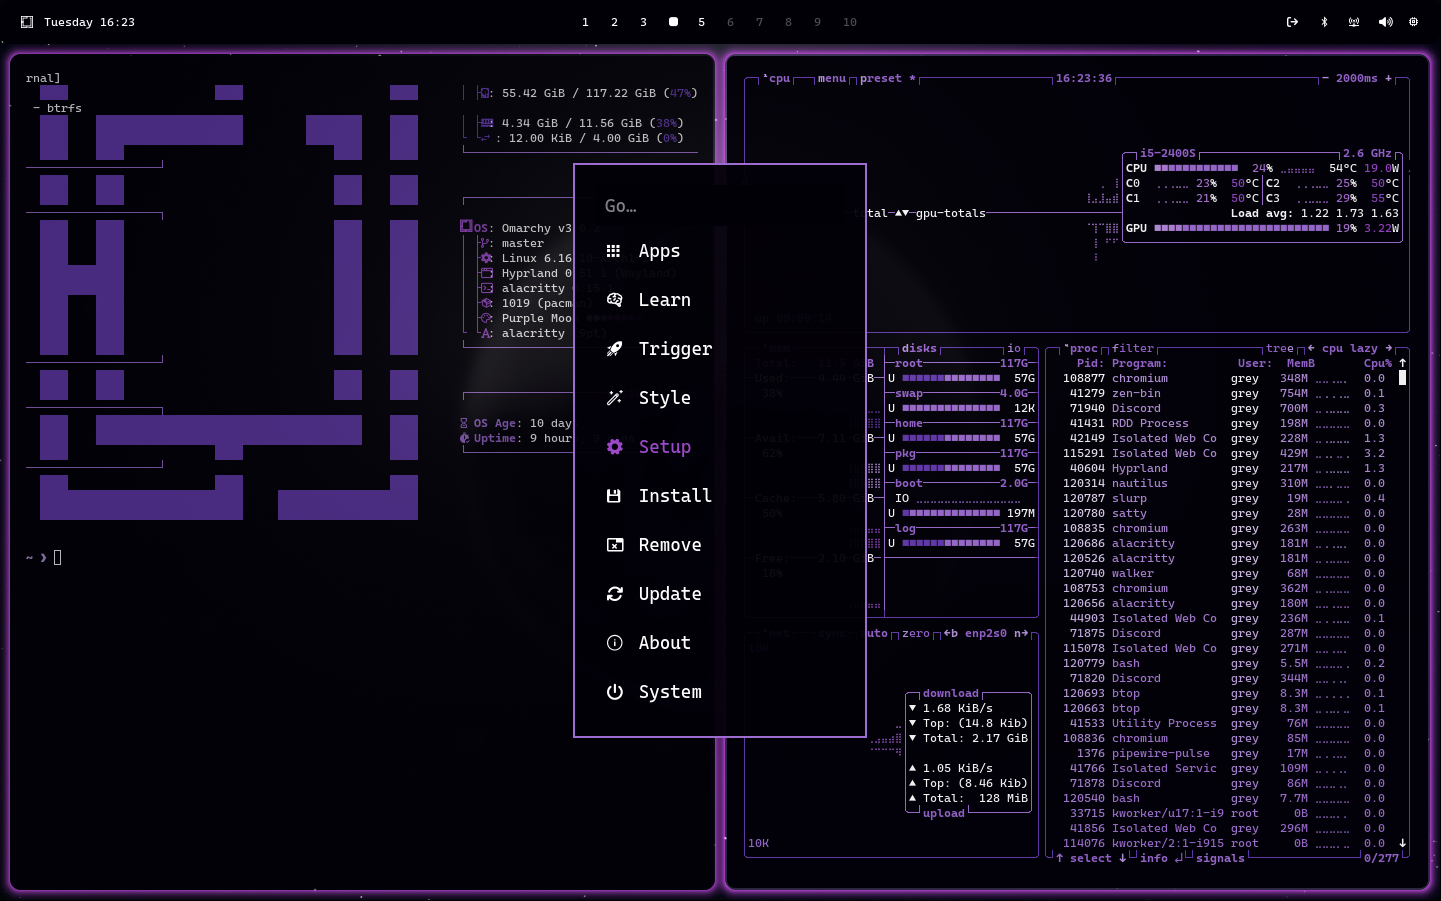 Tuesday 16:23
1 2 3 5 6 7 8 9 10
rnal]
- btrfs
: 55.42 GiB / 117.22 GiB (47%)
: 4.34 GiB / 11.56 GiB (38%)
: 12.00 KiB / 4.00 GiB (0%)
OS: Omarchy v3
: master
: Linux 6.16
: Hyprland 0
: alacritty
: 1019 (pacm
: Purple Moo
: alacritty
OS Age: 10 day
Uptime: 9 hour
~ ❯
Go…
Apps
Learn
Trigger
Style
Setup
Install
Remove
Update
About
System
¹cpu menu preset * 16:23:36 - 2000ms +
i5-2400S 2.6 GHz
CPU 24% 54°C 19.0W
C0 23% 50°C C2 25% 50°C
C1 21% 50°C C3 29% 55°C
Load avg: 1.22 1.73 1.63
GPU 19% 3.22W
total ▲▼ gpu-totals
disks io
root 117G
U 57G
swap 4.0G
U 12K
home 117G
U 57G
pkg 117G
U 57G
boot 2.0G
IO
U 197M
log 117G
U 57G
auto zero ←b enp2s0 n→
download
▼ 1.68 KiB/s
▼ Top: (14.8 Kib)
▼ Total: 2.17 GiB
▲ 1.05 KiB/s
▲ Top: (8.46 Kib)
▲ Total: 128 MiB
upload
10K
⁴proc filter tree ← cpu lazy →
Pid: Program: User: MemB Cpu% ↑
108877 chromium grey 348M 0.0
41279 zen-bin grey 754M 0.1
71940 Discord grey 700M 0.3
41431 RDD Process grey 198M 0.0
42149 Isolated Web Co grey 228M 1.3
115291 Isolated Web Co grey 429M 3.2
40604 Hyprland grey 217M 1.3
120314 nautilus grey 310M 0.0
120787 slurp grey 19M 0.4
120780 satty grey 28M 0.0
108835 chromium grey 263M 0.0
120686 alacritty grey 181M 0.0
120526 alacritty grey 181M 0.0
120740 walker grey 68M 0.0
108753 chromium grey 362M 0.0
120656 alacritty grey 180M 0.0
44903 Isolated Web Co grey 236M 0.1
71875 Discord grey 287M 0.0
115078 Isolated Web Co grey 271M 0.0
120779 bash grey 5.5M 0.2
71820 Discord grey 344M 0.0
120693 btop grey 8.3M 0.1
120663 btop grey 8.3M 0.1
41533 Utility Process grey 76M 0.0
108836 chromium grey 85M 0.0
1376 pipewire-pulse grey 17M 0.0
41766 Isolated Servic grey 109M 0.0
71878 Discord grey 86M 0.0
120540 bash grey 7.7M 0.0
33715 kworker/u17:1-i9 root 0B 0.0
41856 Isolated Web Co grey 296M 0.0
114076 kworker/2:1-i915 root 0B 0.0 ↓
↑ select ↓ info ↲ signals 0/277